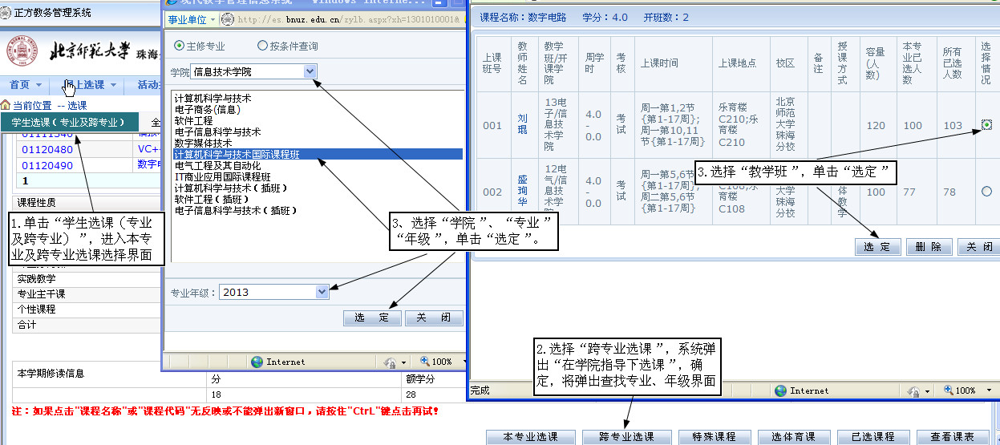 正方教务管理系统
北京师范大学 珠海
首页
上选课
活动
当前位置 -- 选课
学生选课（专业及跨专业）
全
01120480 VC+
01120490 数字电
1
课程性质
1.单击“学生选课（专业
及跨专业） ”，进入本专
业及跨专业选课选择界面
实践教学
专业主干课
个性课程
合计
本学期修读信息
分
额学分
18
28
注：如果点击"课程名称"或"课程代码"无反映或不能弹出新窗口，请按住"CtrL"键点击再试!
现代教学管理信息系统 -- Windows Interne...
事业单位
http://es.bnuz.edu.cn/zylb.aspx?xh=1301010001&
主修专业 按条件查询
学院 信息技术学院
计算机科学与技术
电子商务(信息)
软件工程
电子信息科学与技术
数字媒体技术
计算机科学与技术国际课程班
电气工程及其自动化
IT商业应用国际课程班
计算机科学与技术（插班）
软件工程（插班）
电子信息科学与技术（插班）
3、选择“学院 ”、“专业 ”
“年级 ”，单击“选定 ”。
专业年级： 2013
选 定 关 闭
Internet 100%
课程名称：数字电路 学分：4.0 开班数：2
上课
班号
教
师
姓
名
教学
班/开
课学
院
周学
时
考
核
上课时间
上课地点
校区
备
注
授
课
方
式
容量
(人
数)
本专
业已
选人
数
所有
已选
人数
选
择
情
况
001
刘
琨
13电
子/信
息技
术学
院
4.0
-
0.0
考
试
周一第1,2节
{第1-17周};
周一第10,11
节{第1-17周}
乐育楼
C210;乐
育楼
C210
北京
师范
大学
珠海
分校
120
100
103
3.选择“教学班 ”，单击“选定 ”
002
盛
珣
华
12电
气/信
息技
术学
院
4.0
-
0.0
考
试
周一第5,6节
{第1-17周};
周二第5,6节
{第1-17周}
C108;乐
育楼
C108
大学
珠海
分校
体
教
学
100
77
78
选 定 删 除 关 闭
2.选择“跨专业选课 ”，系统弹
出“在学院指导下选课 ”，确
定，将弹出查找专业、年级界面
完成
Internet 100%
本专业选课 跨专业选课 特殊课程 选体育课 已选课程 查看课表